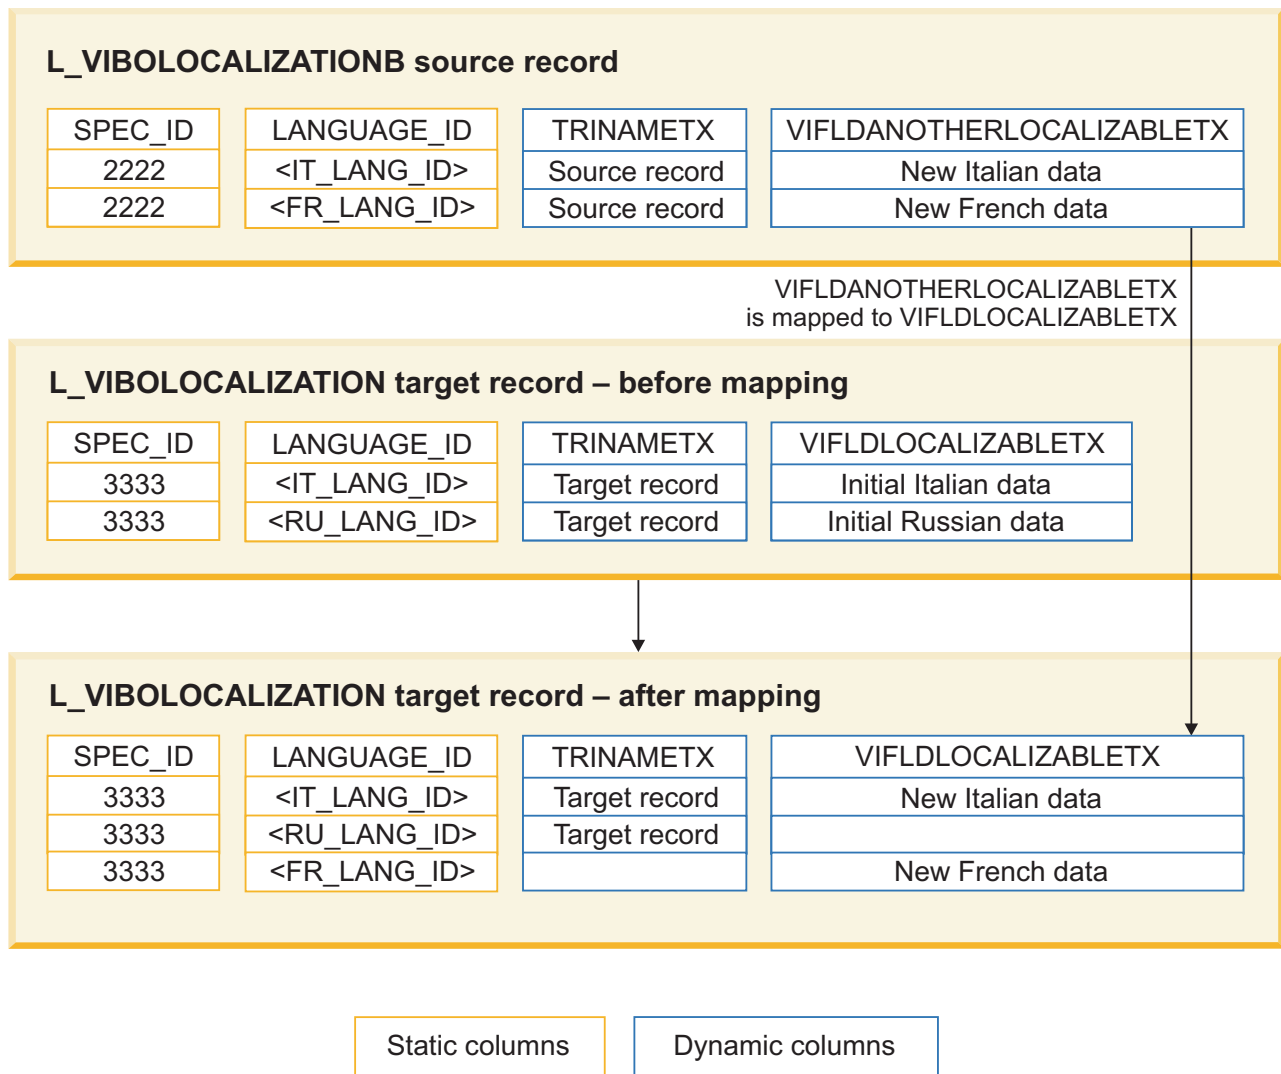 L_VIBOLOCALIZATIONB source record
SPEC_ID LANGUAGE_ID TRINAMETX VIFLDANOTHERLOCALIZABLETX
2222 <IT_LANG_ID> Source record New Italian data
2222 <FR_LANG_ID> Source record New French data
VIFLDANOTHERLOCALIZABLETX
is mapped to VIFLDLOCALIZABLETX
L_VIBOLOCALIZATION target record – before mapping
SPEC_ID LANGUAGE_ID TRINAMETX VIFLDLOCALIZABLETX
3333 <IT_LANG_ID> Target record Initial Italian data
3333 <RU_LANG_ID> Target record Initial Russian data
L_VIBOLOCALIZATION target record – after mapping
SPEC_ID LANGUAGE_ID TRINAMETX VIFLDLOCALIZABLETX
3333 <IT_LANG_ID> Target record New Italian data
3333 <RU_LANG_ID> Target record
3333 <FR_LANG_ID> New French data
Static columns Dynamic columns